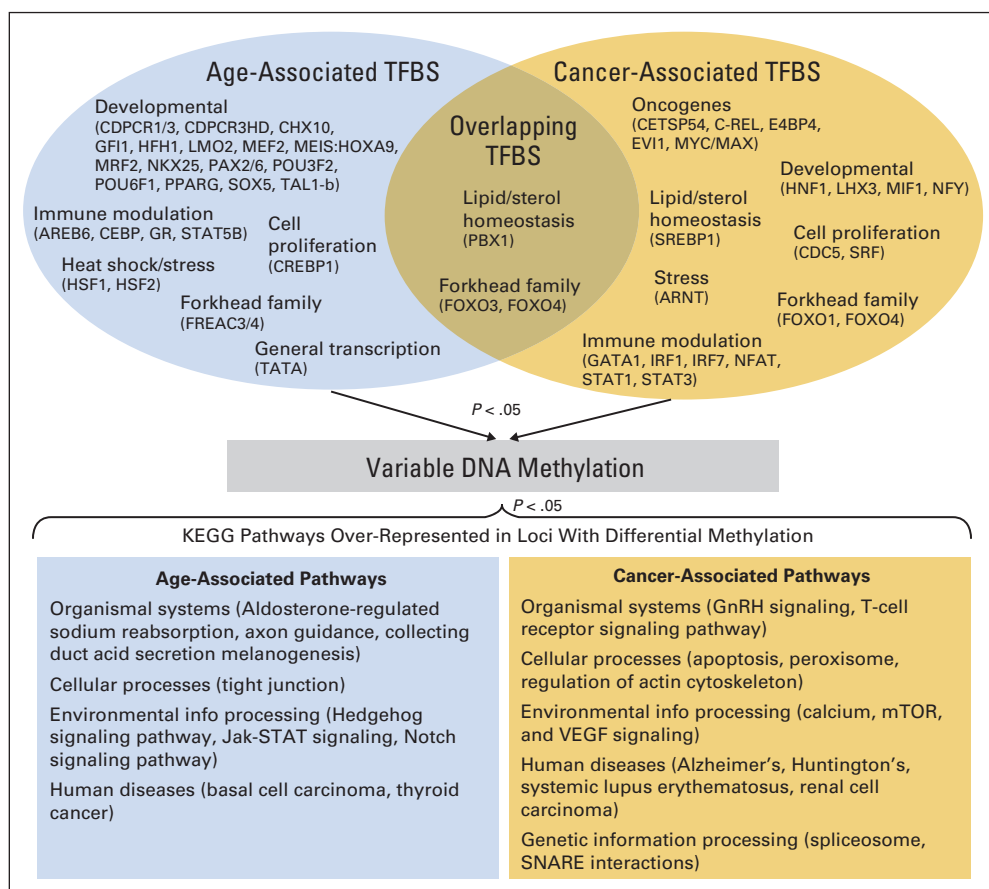 Age-Associated TFBS
Developmental
(CDPCR1/3, CDPCR3HD, CHX10,
GFI1, HFH1, LMO2, MEF2, MEIS:HOXA9,
MRF2, NKX25, PAX2/6, POU3F2,
POU6F1, PPARG, SOX5, TAL1-b)
Immune modulation
(AREB6, CEBP, GR, STAT5B)
Cell
proliferation
(CREBP1)
Heat shock/stress
(HSF1, HSF2)
Forkhead family
(FREAC3/4)
General transcription
(TATA)
Overlapping
TFBS
Lipid/sterol
homeostasis
(PBX1)
Forkhead family
(FOXO3, FOXO4)
Cancer-Associated TFBS
Oncogenes
(CETSP54, C-REL, E4BP4,
EVI1, MYC/MAX)
Developmental
(HNF1, LHX3, MIF1, NFY)
Lipid/sterol
homeostasis
(SREBP1)
Cell proliferation
(CDC5, SRF)
Stress
(ARNT)
Forkhead family
(FOXO1, FOXO4)
Immune modulation
(GATA1, IRF1, IRF7, NFAT,
STAT1, STAT3)
P < .05
Variable DNA Methylation
P < .05
KEGG Pathways Over-Represented in Loci With Differential Methylation
Age-Associated Pathways
Organismal systems (Aldosterone-regulated
sodium reabsorption, axon guidance, collecting
duct acid secretion melanogenesis)
Cellular processes (tight junction)
Environmental info processing (Hedgehog
signaling pathway, Jak-STAT signaling, Notch
signaling pathway)
Human diseases (basal cell carcinoma, thyroid
cancer)
Cancer-Associated Pathways
Organismal systems (GnRH signaling, T-cell
receptor signaling pathway)
Cellular processes (apoptosis, peroxisome,
regulation of actin cytoskeleton)
Environmental info processing (calcium, mTOR,
and VEGF signaling)
Human diseases (Alzheimer's, Huntington's,
systemic lupus erythematosus, renal cell
carcinoma)
Genetic information processing (spliceosome,
SNARE interactions)